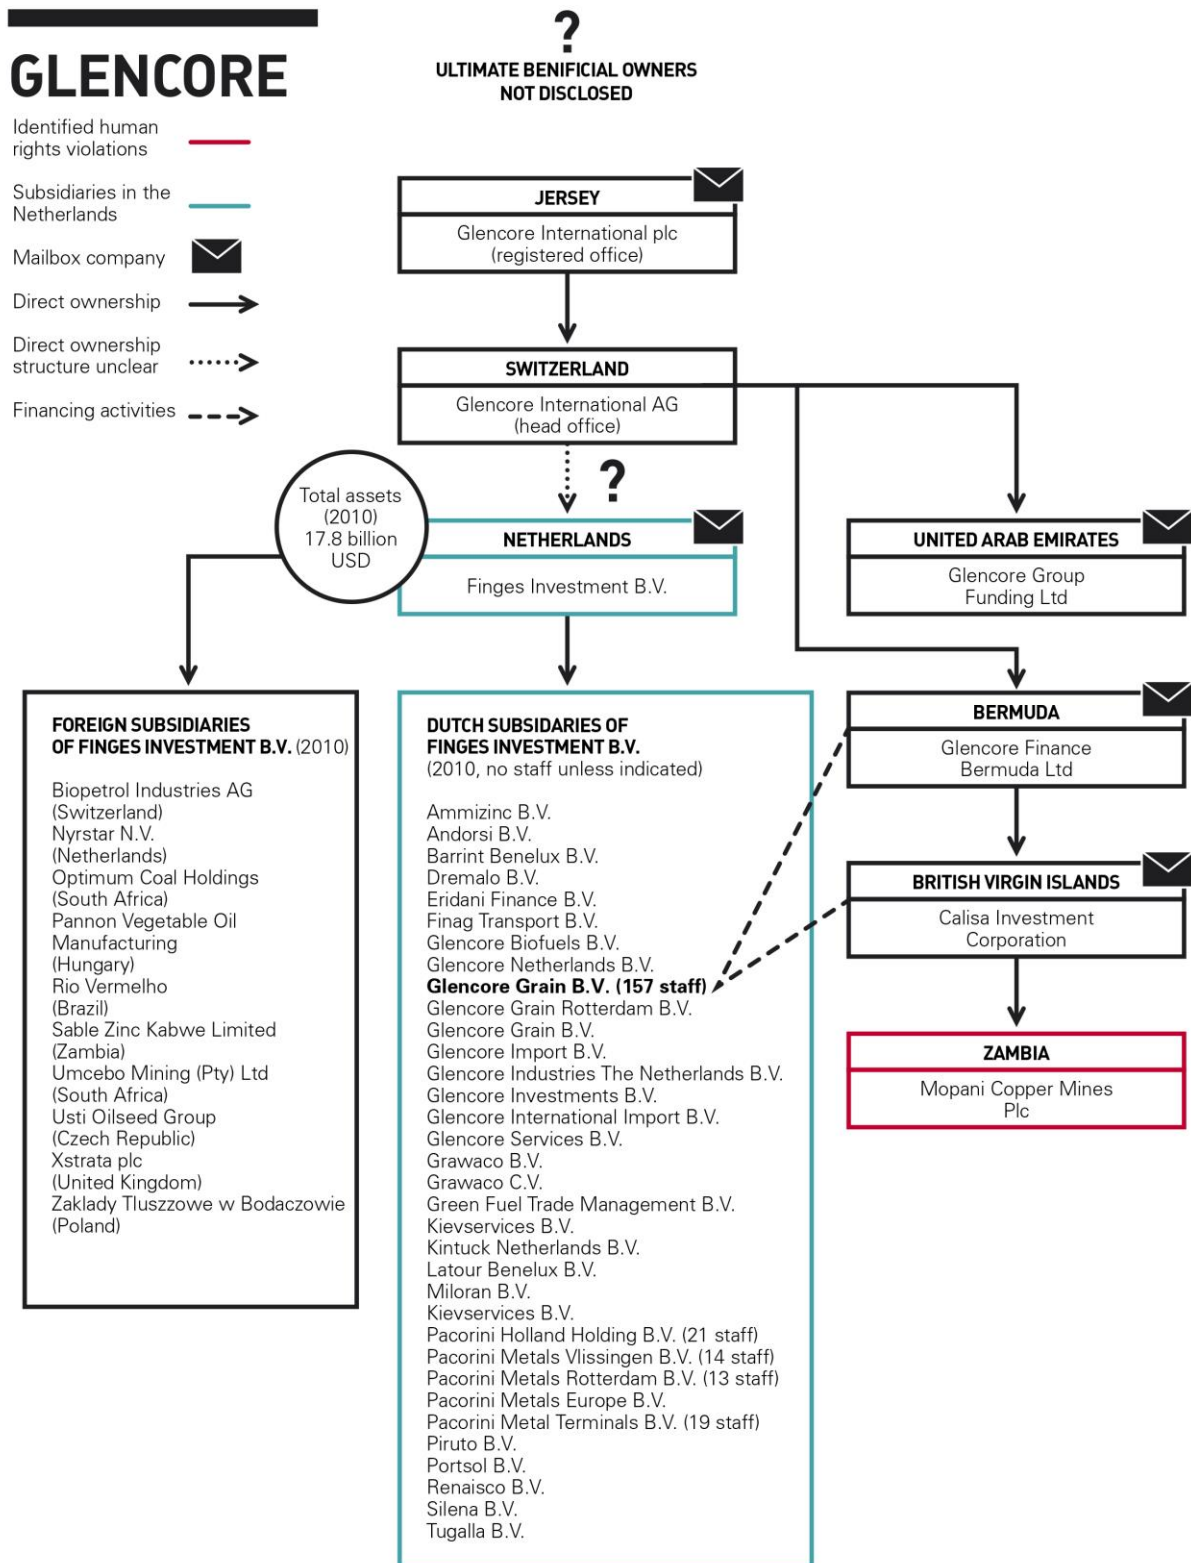 GLENCORE
Identified human
rights violations
Subsidiaries in the
Netherlands
Mailbox company
Direct ownership
Direct ownership
structure unclear
Financing activities
?
ULTIMATE BENIFICIAL OWNERS
NOT DISCLOSED
JERSEY
Glencore International plc
(registered office)
SWITZERLAND
Glencore International AG
(head office)
?
Total assets
(2010)
17.8 billion
USD
NETHERLANDS
Finges Investment B.V.
UNITED ARAB EMIRATES
Glencore Group
Funding Ltd
FOREIGN SUBSIDIARIES
OF FINGES INVESTMENT B.V. (2010)
Biopetrol Industries AG
(Switzerland)
Nyrstar N.V.
(Netherlands)
Optimum Coal Holdings
(South Africa)
Pannon Vegetable Oil
Manufacturing
(Hungary)
Rio Vermelho
(Brazil)
Sable Zinc Kabwe Limited
(Zambia)
Umcebo Mining (Pty) Ltd
(South Africa)
Usti Oilseed Group
(Czech Republic)
Xstrata plc
(United Kingdom)
Zaklady Tluszzowe w Bodaczowie
(Poland)
DUTCH SUBSIDARIES OF
FINGES INVESTMENT B.V.
(2010, no staff unless indicated)
Ammizinc B.V.
Andorsi B.V.
Barrint Benelux B.V.
Dremalo B.V.
Eridani Finance B.V.
Finag Transport B.V.
Glencore Biofuels B.V.
Glencore Netherlands B.V.
Glencore Grain B.V. (157 staff)
Glencore Grain Rotterdam B.V.
Glencore Grain B.V.
Glencore Import B.V.
Glencore Industries The Netherlands B.V.
Glencore Investments B.V.
Glencore International Import B.V.
Glencore Services B.V.
Grawaco B.V.
Grawaco C.V.
Green Fuel Trade Management B.V.
Kievservices B.V.
Kintuck Netherlands B.V.
Latour Benelux B.V.
Miloran B.V.
Kievservices B.V.
Pacorini Holland Holding B.V. (21 staff)
Pacorini Metals Vlissingen B.V. (14 staff)
Pacorini Metals Rotterdam B.V. (13 staff)
Pacorini Metals Europe B.V.
Pacorini Metal Terminals B.V. (19 staff)
Piruto B.V.
Portsol B.V.
Renaisco B.V.
Silena B.V.
Tugalla B.V.
BERMUDA
Glencore Finance
Bermuda Ltd
BRITISH VIRGIN ISLANDS
Calisa Investment
Corporation
ZAMBIA
Mopani Copper Mines
Plc